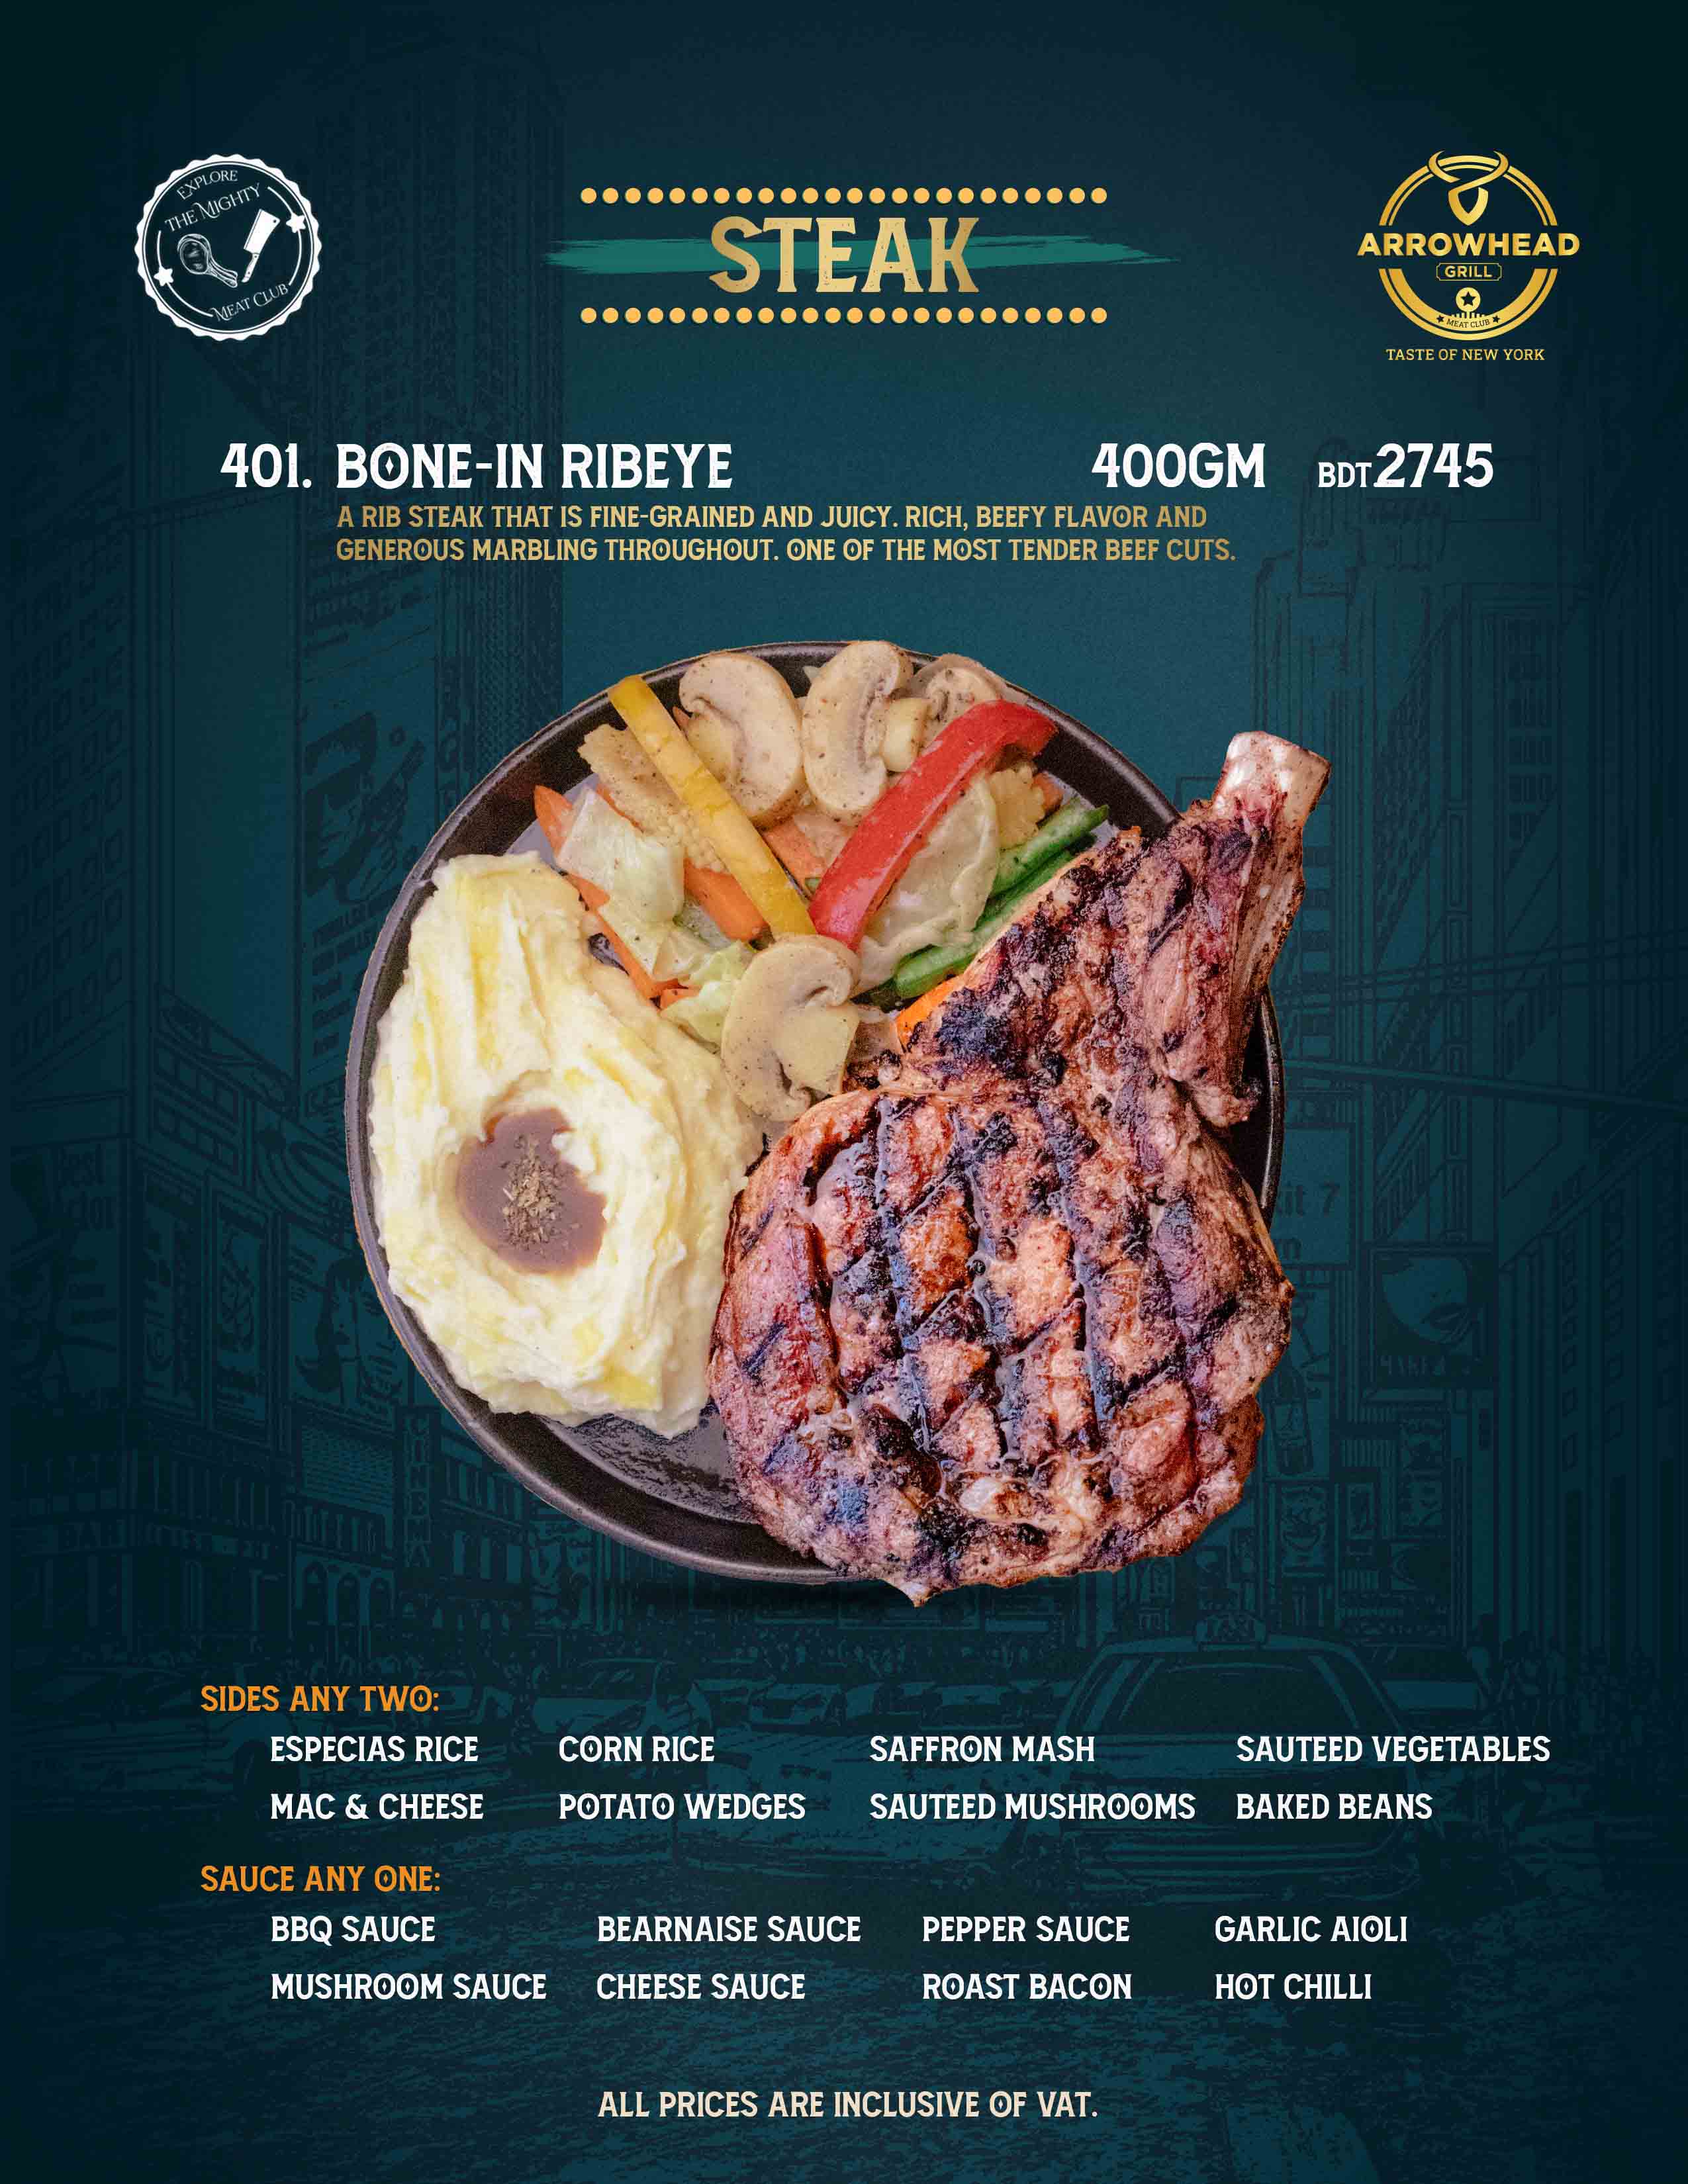 EXPLORE
THE MIGHTY
MEAT CLUB
STEAK
ARROWHEAD
GRILL
MEAT CLUB
TASTE OF NEW YORK
401. BONE-IN RIBEYE 400GM BDT.2745
A RIB STEAK THAT IS FINE-GRAINED AND JUICY. RICH, BEEFY FLAVOR AND
GENEROUS MARBLING THROUGHOUT. ONE OF THE MOST TENDER BEEF CUTS.
CINEMA
SIDES ANY TWO:
ESPECIAS RICE CORN RICE SAFFRON MASH SAUTEED VEGETABLES
MAC & CHEESE POTATO WEDGES SAUTEED MUSHROOMS BAKED BEANS
SAUCE ANY ONE:
BBQ SAUCE BEARNAISE SAUCE PEPPER SAUCE GARLIC AIOLI
MUSHROOM SAUCE CHEESE SAUCE ROAST BACON HOT CHILLI
ALL PRICES ARE INCLUSIVE OF VAT.